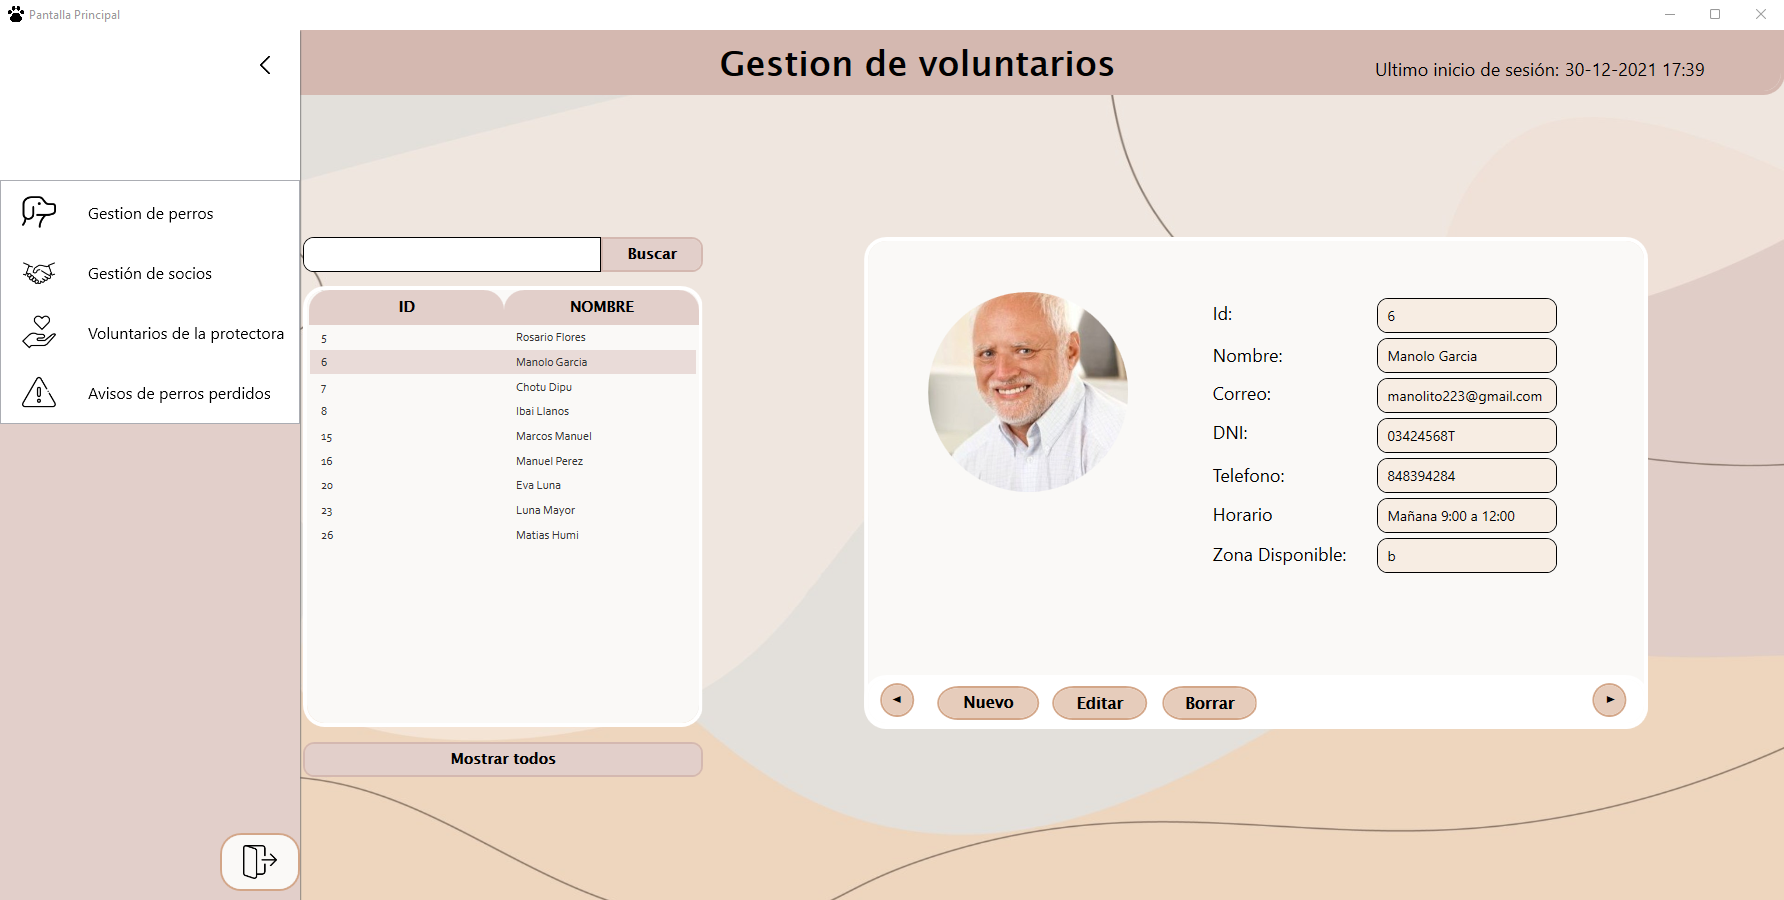 Pantalla Principal
Gestion de voluntarios
Ultimo inicio de sesión: 30-12-2021 17:39
Gestion de perros
Gestión de socios
Voluntarios de la protectora
Avisos de perros perdidos
Buscar
ID NOMBRE
5 Rosario Flores
6 Manolo Garcia
7 Chotu Dipu
8 Ibai Llanos
15 Marcos Manuel
16 Manuel Perez
20 Eva Luna
23 Luna Mayor
26 Matias Humi
Mostrar todos
Id: 6
Nombre: Manolo Garcia
Correo: manolito223@gmail.com
DNI: 03424568T
Telefono: 848394284
Horario Mañana 9:00 a 12:00
Zona Disponible: b
Nuevo Editar Borrar